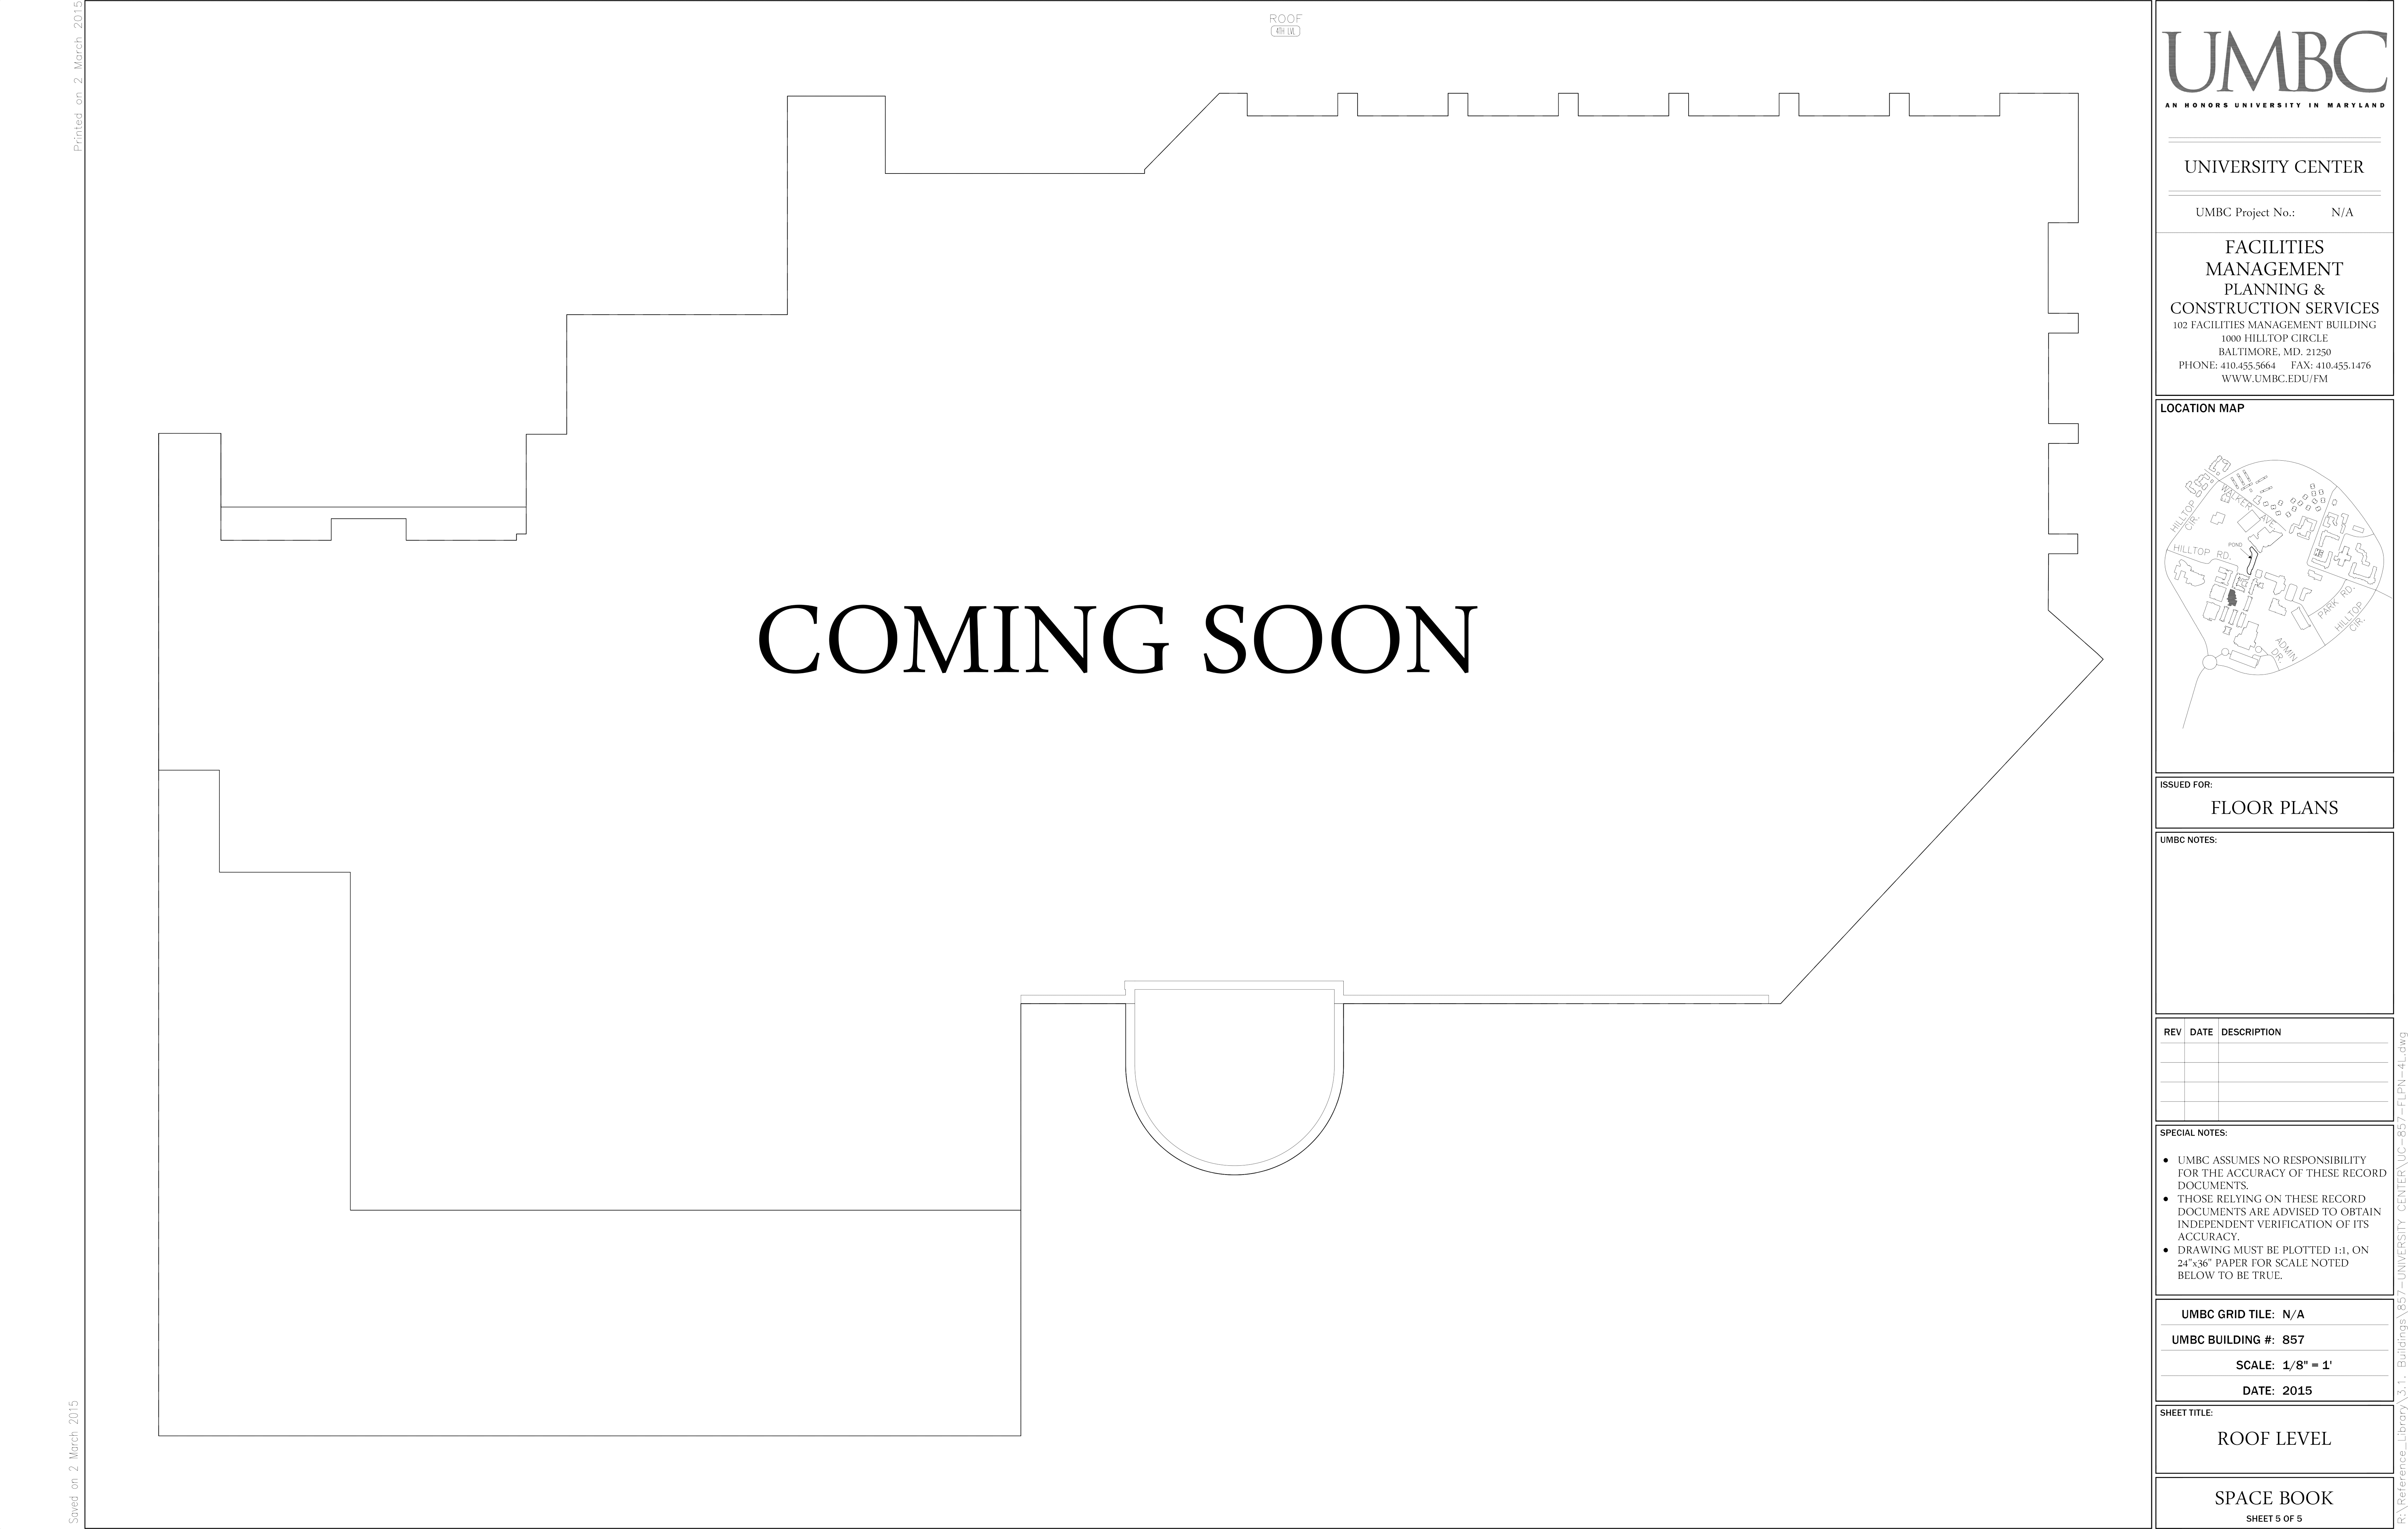 Printed on 2 March 2015
Saved on 2 March 2015
ROOF
4TH LVL
COMING SOON
UMBC
AN HONORS UNIVERSITY IN MARYLAND
UNIVERSITY CENTER
UMBC Project No.: N/A
FACILITIES
MANAGEMENT
PLANNING &
CONSTRUCTION SERVICES
102 FACILITIES MANAGEMENT BUILDING
1000 HILLTOP CIRCLE
BALTIMORE, MD. 21250
PHONE: 410.455.5664 FAX: 410.455.1476
WWW.UMBC.EDU/FM
LOCATION MAP
WALKER AVE.
HILLTOP
CIR.
POND
HILLTOP RD.
PARK RD.
HILLTOP
CIR.
ADMIN
DR.
ISSUED FOR:
FLOOR PLANS
UMBC NOTES:
REV DATE DESCRIPTION
SPECIAL NOTES:
● UMBC ASSUMES NO RESPONSIBILITY
FOR THE ACCURACY OF THESE RECORD
DOCUMENTS.
● THOSE RELYING ON THESE RECORD
DOCUMENTS ARE ADVISED TO OBTAIN
INDEPENDENT VERIFICATION OF ITS
ACCURACY.
● DRAWING MUST BE PLOTTED 1:1, ON
24"x36" PAPER FOR SCALE NOTED
BELOW TO BE TRUE.
UMBC GRID TILE: N/A
UMBC BUILDING #: 857
SCALE: 1/8" = 1'
DATE: 2015
SHEET TITLE:
ROOF LEVEL
SPACE BOOK
SHEET 5 OF 5
R:\Reference_Library\3.1. Buildings\857-UNIVERSITY CENTER\UC-857-FLPN-4L.dwg